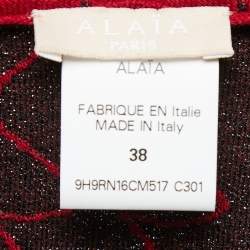 ALAÏA
PARIS
ALAÏA
FABRIQUE EN Italie
MADE IN Italy
38
9H9RN16CM517 C301